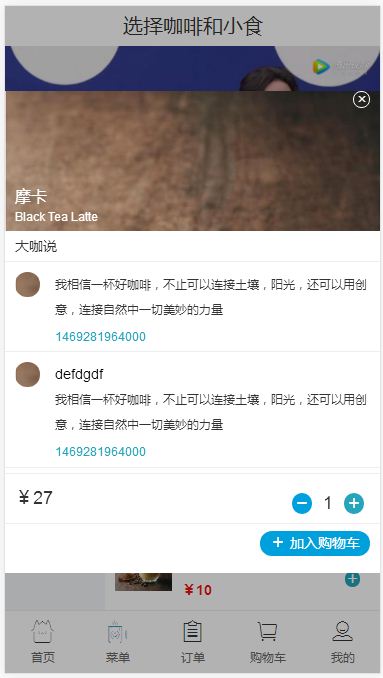 选择咖啡和小食
摩卡
Black Tea Latte
大咖说
我相信一杯好咖啡，不止可以连接土壤，阳光，还可以用创
意，连接自然中一切美妙的力量
1469281964000
defdgdf
我相信一杯好咖啡，不止可以连接土壤，阳光，还可以用创
意，连接自然中一切美妙的力量
1469281964000
￥27
1
加入购物车
￥10
首页 菜单 订单 购物车 我的